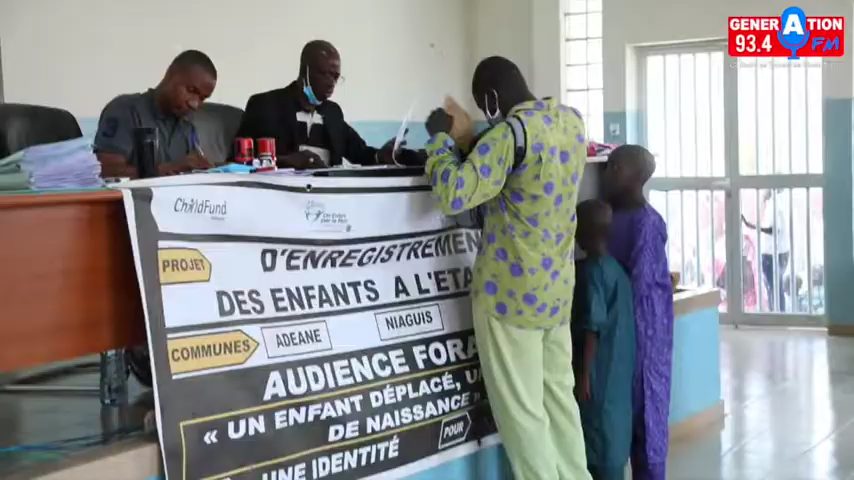 GENERATION
93.4 FM
ChildFund
PROJET
D'ENREGISTREMEN
DES ENFANTS A L'ETA
COMMUNES
ADEANE
NIAGUIS
AUDIENCE FORA
« UN ENFANT DÉPLACÉ, U
DE NAISSANCE »
POUR
UNE IDENTITÉ